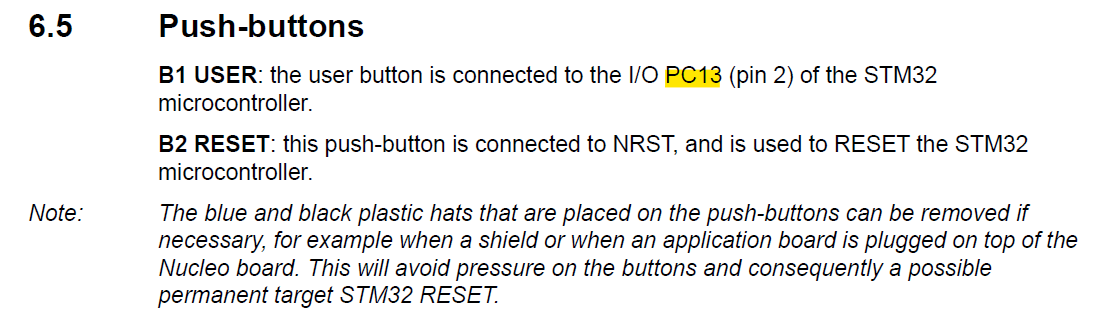 6.5 Push-buttons
B1 USER: the user button is connected to the I/O PC13 (pin 2) of the STM32
microcontroller.
B2 RESET: this push-button is connected to NRST, and is used to RESET the STM32
microcontroller.
Note: The blue and black plastic hats that are placed on the push-buttons can be removed if
necessary, for example when a shield or when an application board is plugged on top of the
Nucleo board. This will avoid pressure on the buttons and consequently a possible
permanent target STM32 RESET.